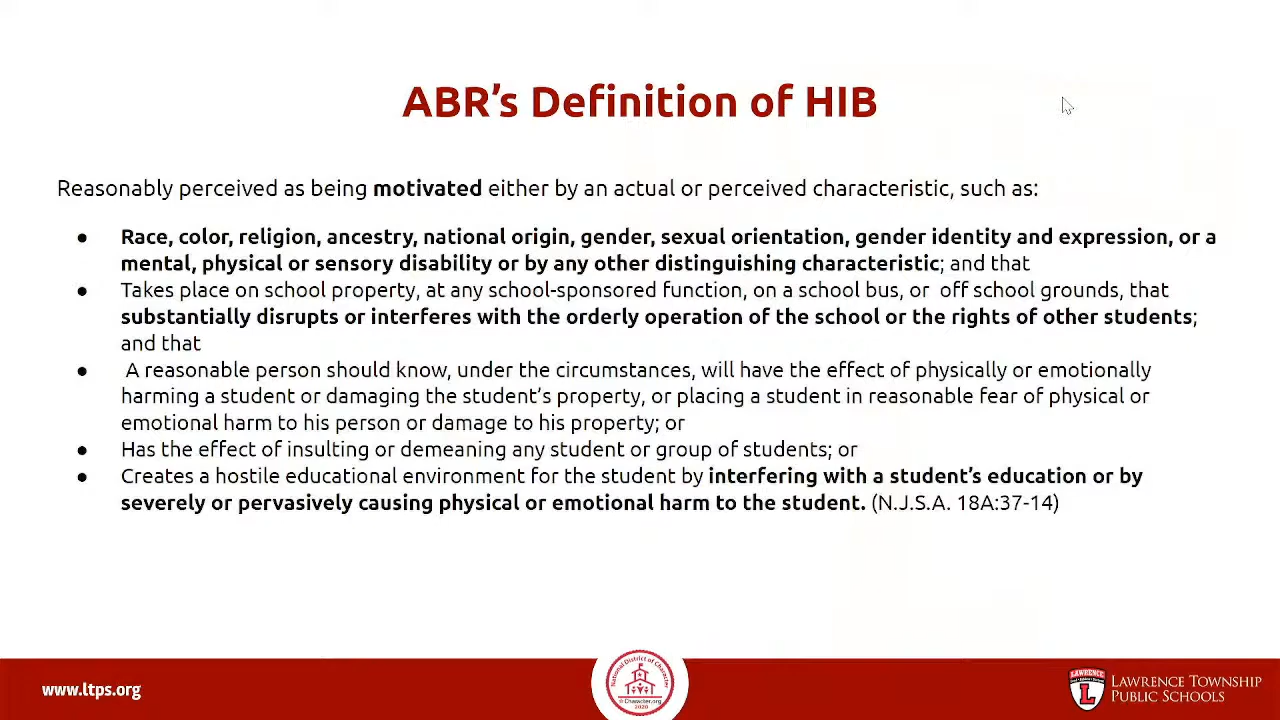 ABR's Definition of HIB
Reasonably perceived as being motivated either by an actual or perceived characteristic, such as:
● Race, color, religion, ancestry, national origin, gender, sexual orientation, gender identity and expression, or a
mental, physical or sensory disability or by any other distinguishing characteristic; and that
● Takes place on school property, at any school-sponsored function, on a school bus, or off school grounds, that
substantially disrupts or interferes with the orderly operation of the school or the rights of other students;
and that
● A reasonable person should know, under the circumstances, will have the effect of physically or emotionally
harming a student or damaging the student's property, or placing a student in reasonable fear of physical or
emotional harm to his person or damage to his property; or
● Has the effect of insulting or demeaning any student or group of students; or
● Creates a hostile educational environment for the student by interfering with a student's education or by
severely or pervasively causing physical or emotional harm to the student. (N.J.S.A. 18A:37-14)
www.ltps.org
National District of Character
Character.org
2020
LAWRENCE
L
LAWRENCE TOWNSHIP
PUBLIC SCHOOLS